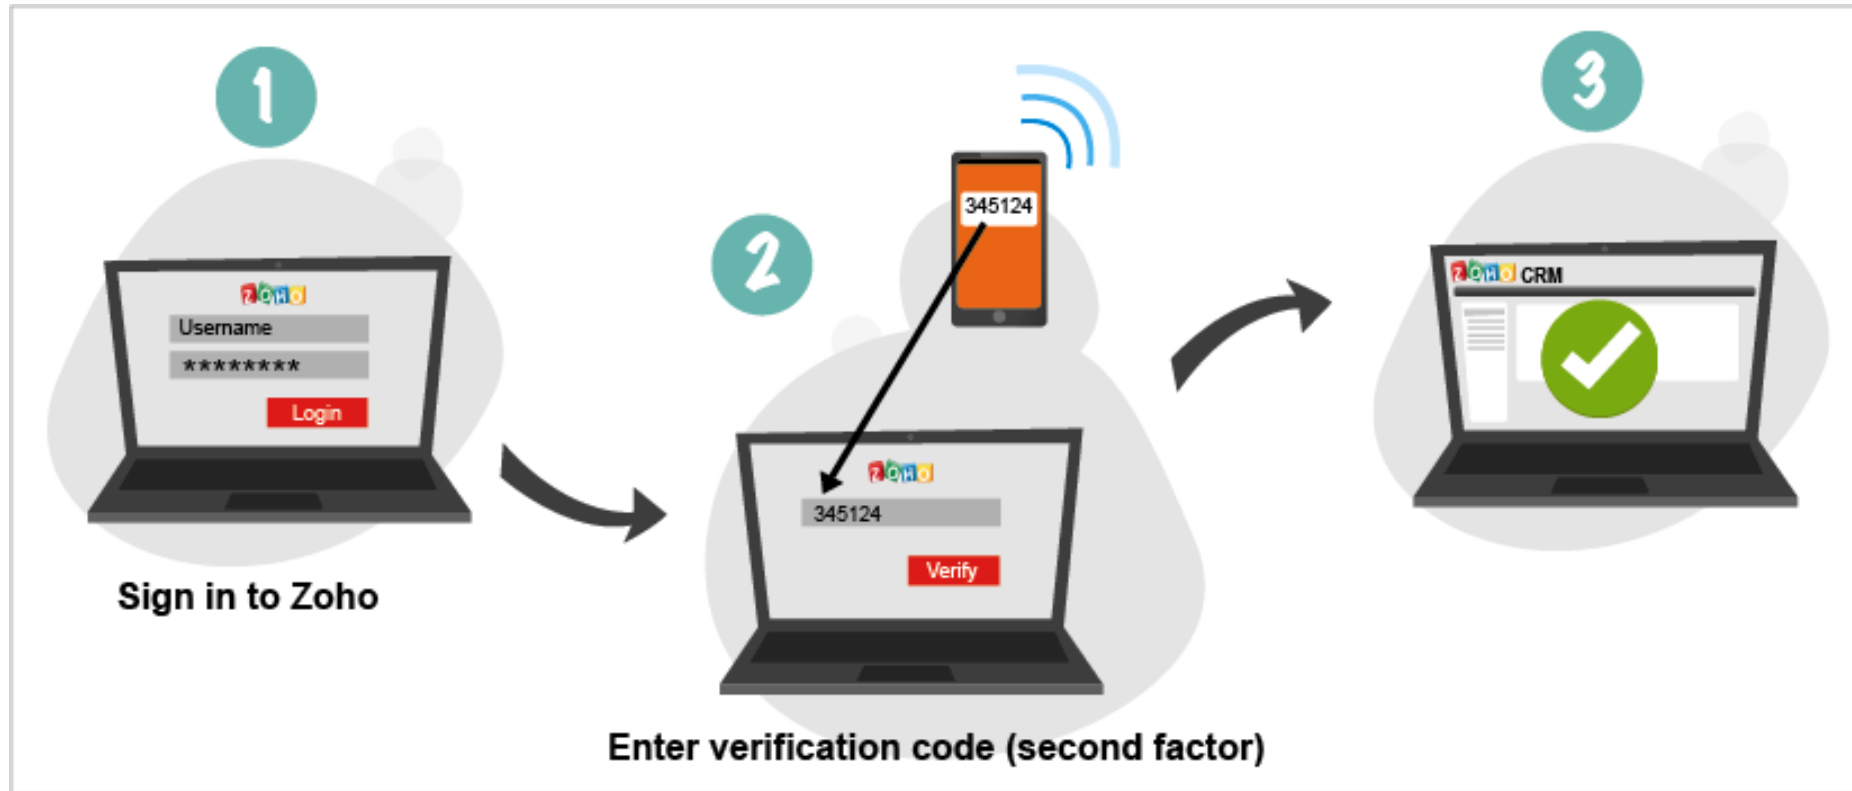 1
ZOHO
Username
********
Login
Sign in to Zoho
2
345124
ZOHO
345124
Verify
Enter verification code (second factor)
3
ZOHO CRM